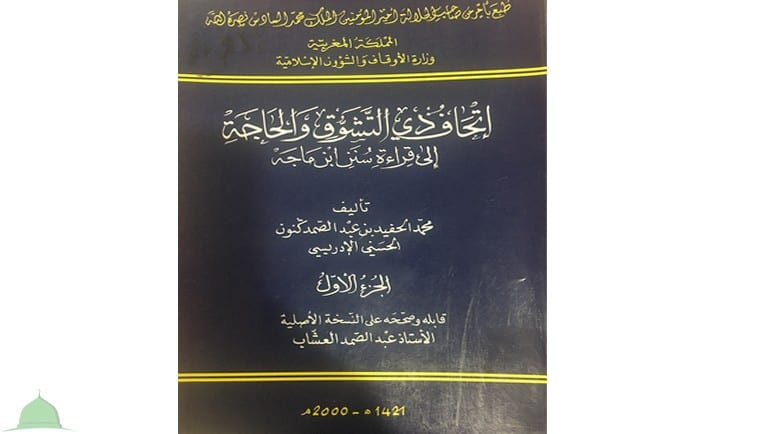 طبع بأمر من صاحب الجلالة أمير المؤمنين الملك محمد السادس نصره الله
المملكة المغربية
وزارة الأوقاف والشؤون الإسلامية
إتحاف ذي التشوق والحاجة
إلى قراءة سنن ابن ماجه
تأليف
محمد الحفيد بن عبد الصمد كنون
الحسني الإدريسي
الجزء الأول
قابله وصححه على النسخة الأصلية
الأستاذ عبد الصمد العشاب
1421هـ - 2000م